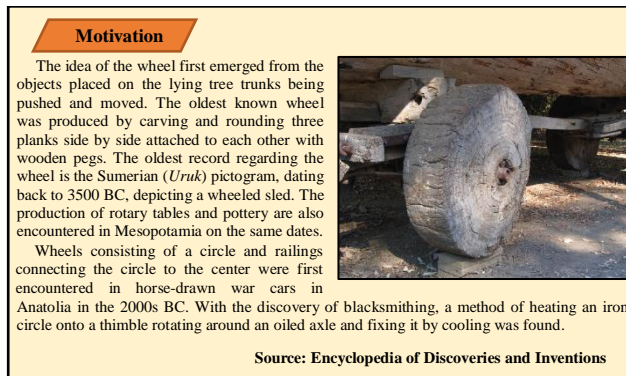 Motivation
The idea of the wheel first emerged from the
objects placed on the lying tree trunks being
pushed and moved. The oldest known wheel
was produced by carving and rounding three
planks side by side attached to each other with
wooden pegs. The oldest record regarding the
wheel is the Sumerian (Uruk) pictogram, dating
back to 3500 BC, depicting a wheeled sled. The
production of rotary tables and pottery are also
encountered in Mesopotamia on the same dates.
Wheels consisting of a circle and railings
connecting the circle to the center were first
encountered in horse-drawn war cars in
Anatolia in the 2000s BC. With the discovery of blacksmithing, a method of heating an iron
circle onto a thimble rotating around an oiled axle and fixing it by cooling was found.
Source: Encyclopedia of Discoveries and Inventions